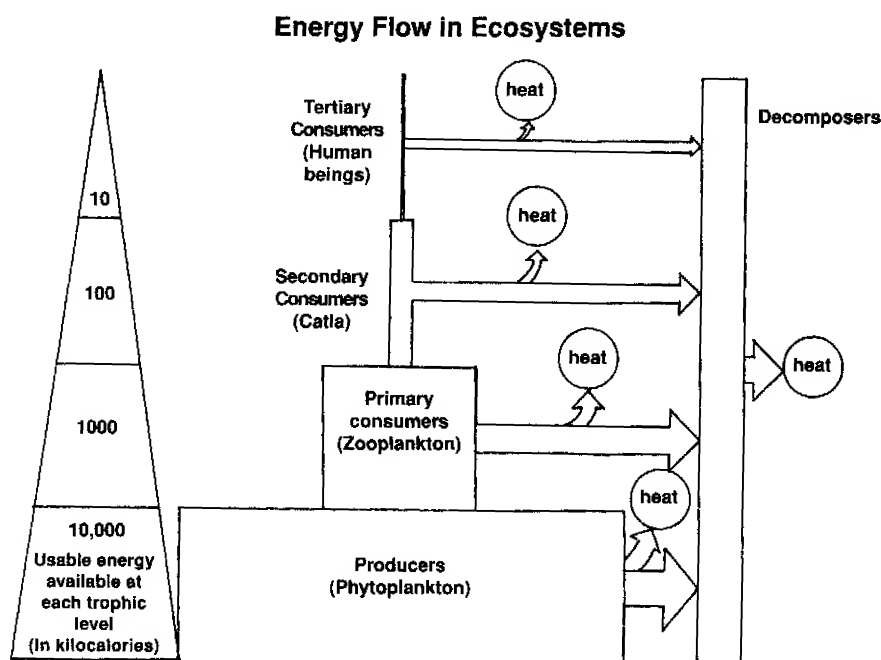 Energy Flow in Ecosystems
heat
Tertiary
Consumers
(Human
beings)
Decomposers
10
heat
100
Secondary
Consumers
(Catla)
heat
heat
1000
Primary
consumers
(Zooplankton)
heat
10,000
Usable energy
available at
each trophic
level
(In kilocalories)
Producers
(Phytoplankton)